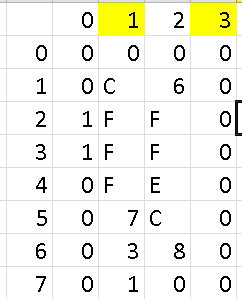 0 1 2 3
0 0 0 0 0
1 0 C 6 0
2 1 F F 0
3 1 F F 0
4 0 F E 0
5 0 7 C 0
6 0 3 8 0
7 0 1 0 0